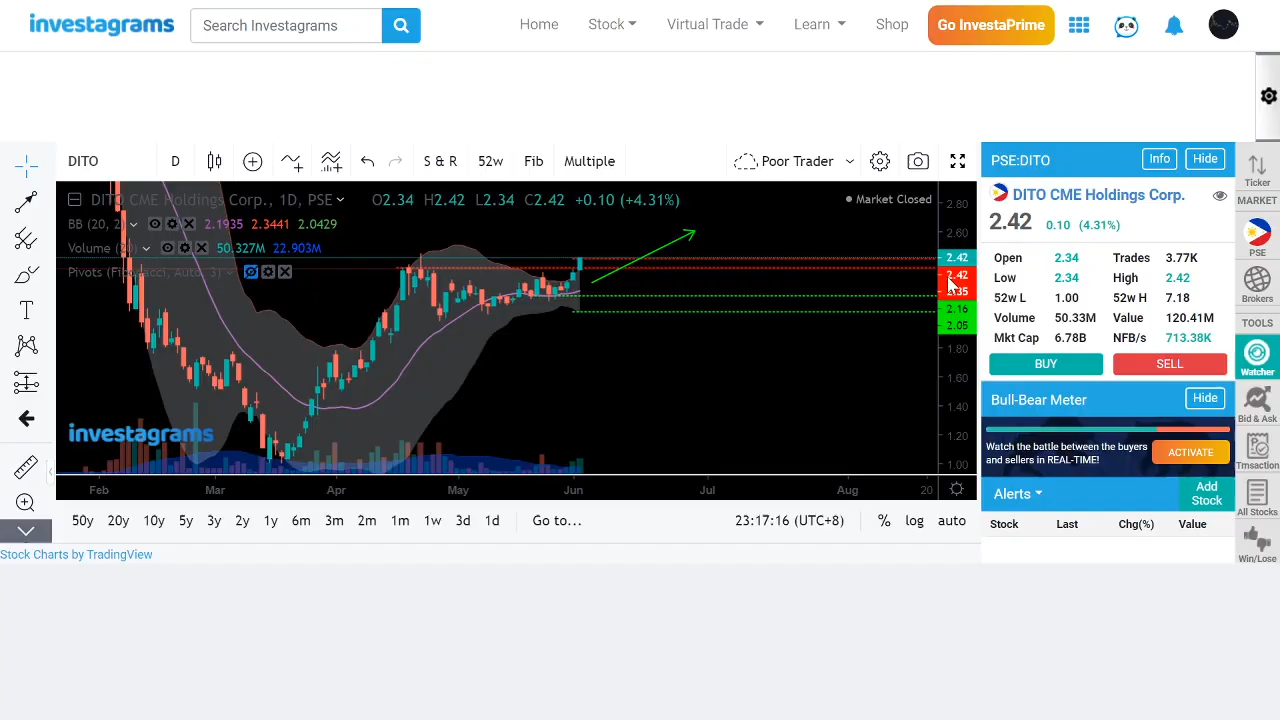 investagrams
Search Investagrams
Home
Stock
Virtual Trade
Learn
Shop
Go InvestaPrime
DITO
D
S & R
52w
Fib
Multiple
Poor Trader
DITO CME Holdings Corp., 1D, PSE
O2.34 H2.42 L2.34 C2.42 +0.10 (+4.31%)
Market Closed
BB (20, 2)
2.1935 2.3441 2.0429
Volume (20)
50.327M 22.903M
Pivots (Fibonacci, Auto, 3)
2.80
2.60
2.42
2.42
2.16
2.05
1.80
1.60
1.40
1.20
1.00
investagrams
Feb
Mar
Apr
May
Jun
Jul
Aug
20
50y 20y 10y 5y 3y 2y 1y 6m 3m 2m 1m 1w 3d 1d
Go to...
23:17:16 (UTC+8)
% log auto
Stock Charts by TradingView
PSE:DITO
Info
Hide
DITO CME Holdings Corp.
2.42 0.10 (4.31%)
Open 2.34 Trades 3.77K
Low 2.34 High 2.42
52w L 1.00 52w H 7.18
Volume 50.33M Value 120.41M
Mkt Cap 6.78B NFB/s 713.38K
BUY
SELL
Bull-Bear Meter
Hide
Watch the battle between the buyers
and sellers in REAL-TIME!
ACTIVATE
Alerts
Add
Stock
Stock Last Chg(%) Value
Ticker
MARKET
PSE
Brokers
TOOLS
Watcher
Bid & Ask
Trnsaction
All Stocks
Win/Lose